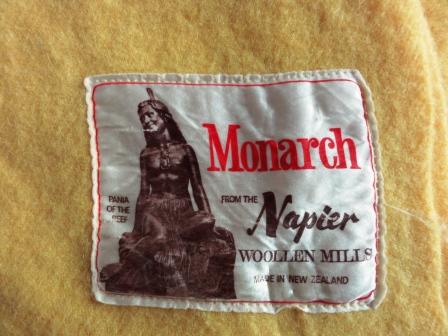 Monarch
PANIA
OF THE
REEF
FROM THE
Napier
WOOLLEN MILLS
MADE IN NEW ZEALAND